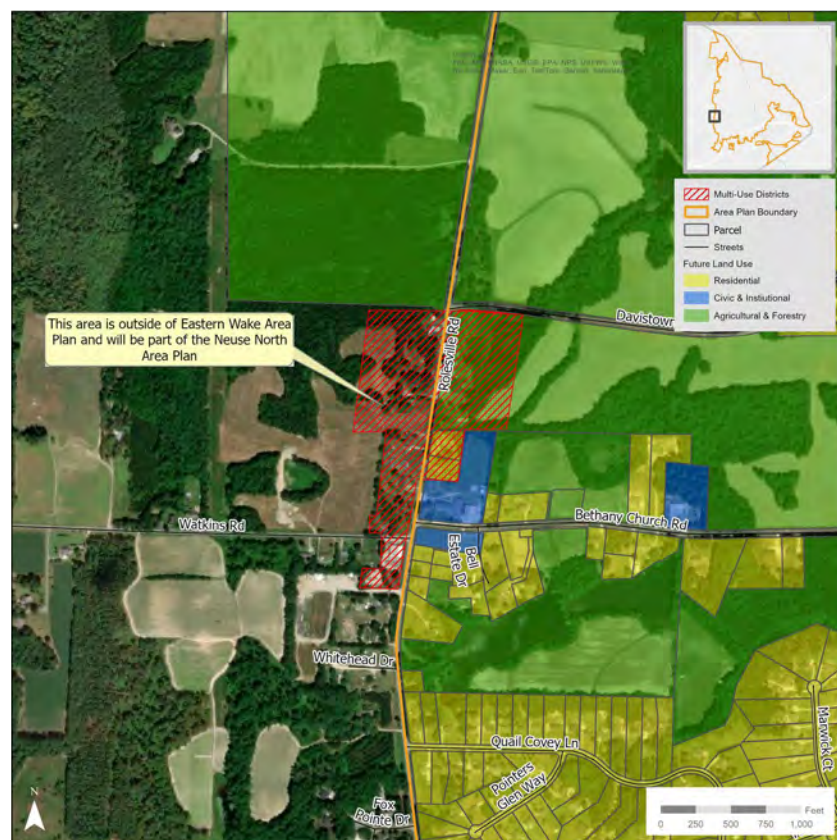 Multi-Use Districts
Area Plan Boundary
Parcel
Streets
Future Land Use
Residential
Civic & Instiutional
Agricultural & Forestry
This area is outside of Eastern Wake Area
Plan and will be part of the Neuse North
Area Plan
Davistown
Rolesville Rd
Watkins Rd
Bethany Church Rd
Bell
Estate Dr
Whitehead Dr
Quail Covey Ln
Pointers
Glen Way
Manwick Ct
Fox
Pointe Dr
N
Feet
0 250 500 750 1,000